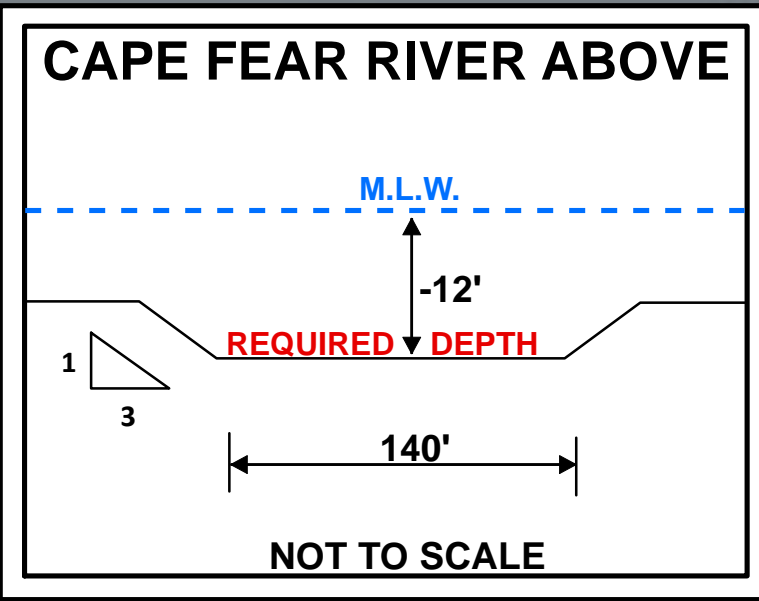 CAPE FEAR RIVER ABOVE
M.L.W.
-12'
REQUIRED DEPTH
1
3
140'
NOT TO SCALE